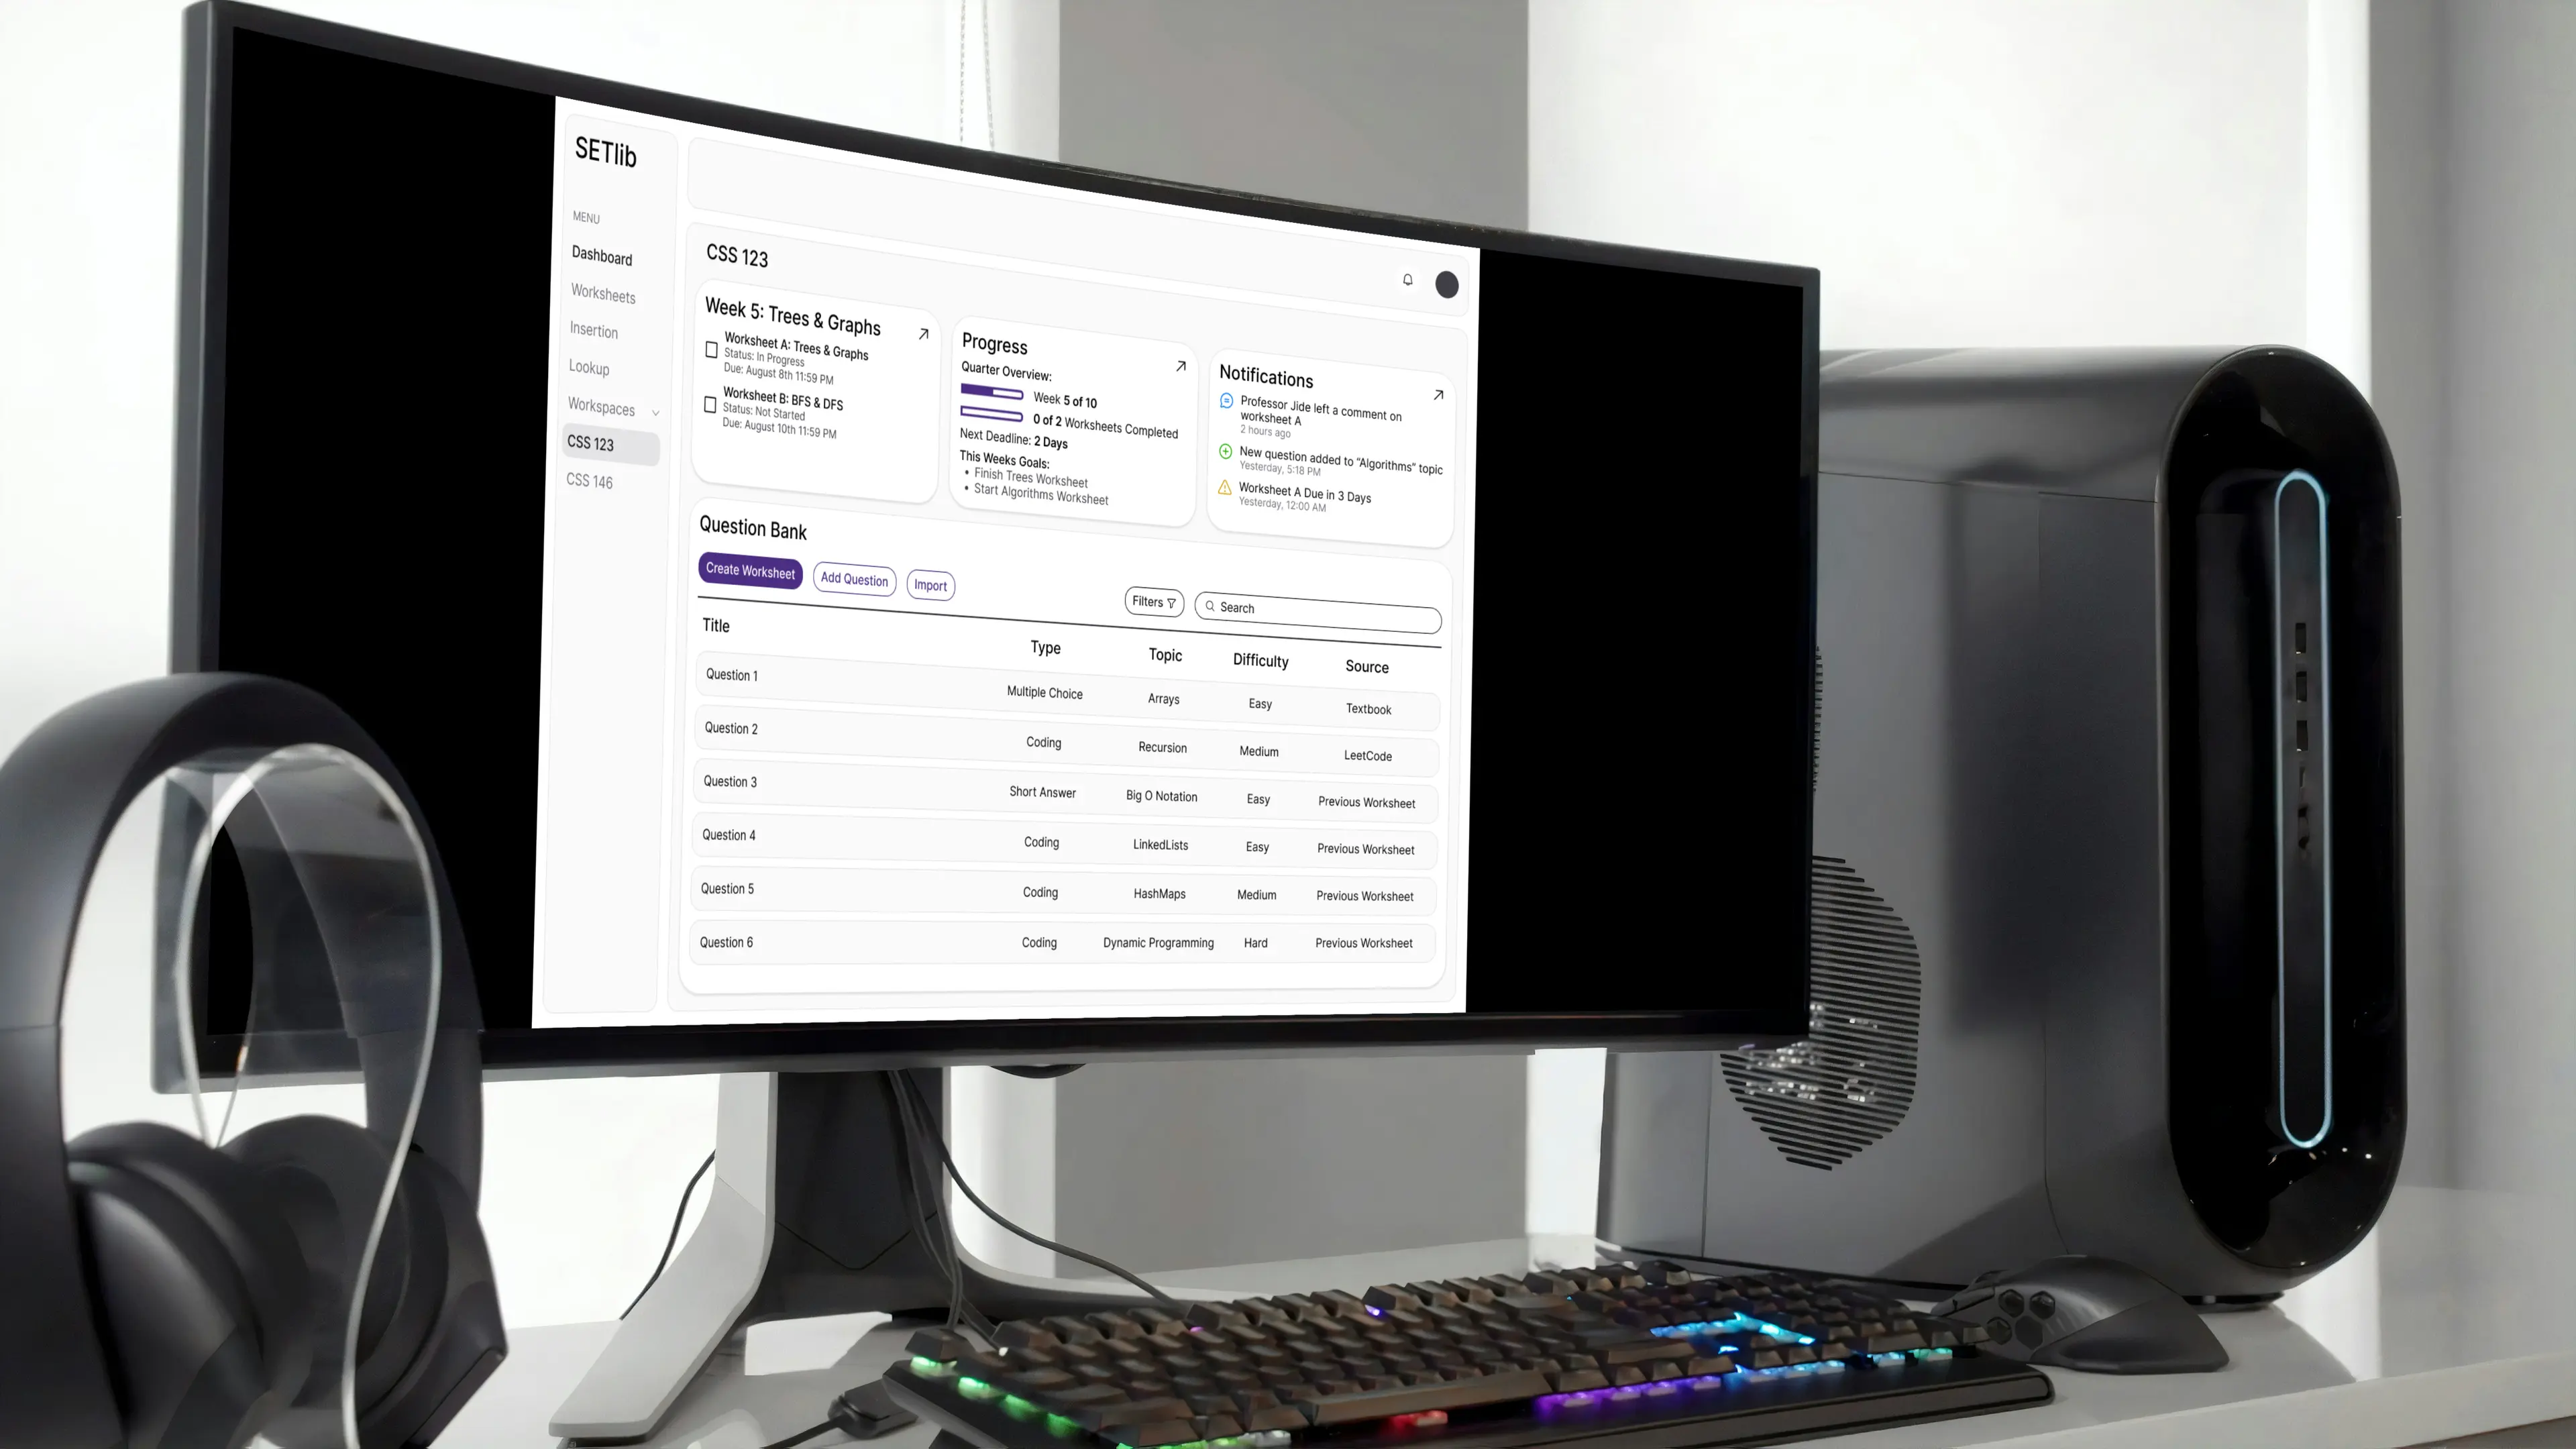 SETlib
MENU
Dashboard
Worksheets
Insertion
Lookup
Workspaces
CSS 123
CSS 146
CSS 123
Week 5: Trees & Graphs
Worksheet A: Trees & Graphs
Status: In Progress
Due: August 8th 11:59 PM
Worksheet B: BFS & DFS
Status: Not Started
Due: August 10th 11:59 PM
Progress
Quarter Overview:
Week 5 of 10
0 of 2 Worksheets Completed
Next Deadline: 2 Days
This Weeks Goals:
• Finish Trees Worksheet
• Start Algorithms Worksheet
Notifications
Professor Jide left a comment on
worksheet A
2 hours ago
New question added to "Algorithms" topic
Yesterday, 5:18 PM
Worksheet A Due in 3 Days
Yesterday, 12:00 AM
Question Bank
Create Worksheet Add Question Import Filters Search
Title Type Topic Difficulty Source
Question 1 Multiple Choice Arrays Easy Textbook
Question 2 Coding Recursion Medium LeetCode
Question 3 Short Answer Big O Notation Easy Previous Worksheet
Question 4 Coding LinkedLists Easy Previous Worksheet
Question 5 Coding HashMaps Medium Previous Worksheet
Question 6 Coding Dynamic Programming Hard Previous Worksheet